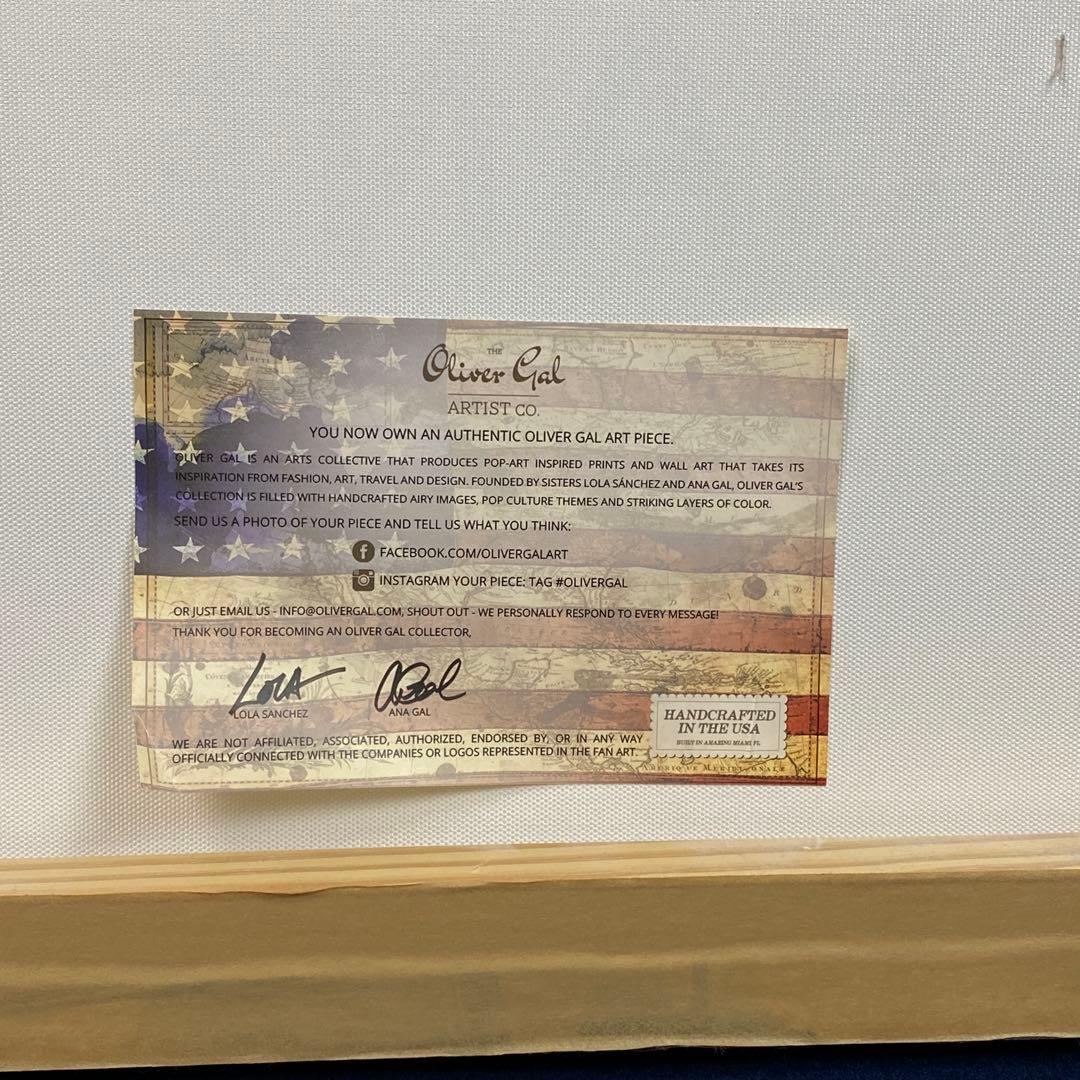 THE
Oliver Gal
ARTIST CO.
YOU NOW OWN AN AUTHENTIC OLIVER GAL ART PIECE.
OLIVER GAL IS AN ARTS COLLECTIVE THAT PRODUCES POP-ART INSPIRED PRINTS AND WALL ART THAT TAKES ITS
INSPIRATION FROM FASHION, ART, TRAVEL AND DESIGN. FOUNDED BY SISTERS LOLA SÁNCHEZ AND ANA GAL, OLIVER GAL'S
COLLECTION IS FILLED WITH HANDCRAFTED AIRY IMAGES, POP CULTURE THEMES AND STRIKING LAYERS OF COLOR.
SEND US A PHOTO OF YOUR PIECE AND TELL US WHAT YOU THINK:
FACEBOOK.COM/OLIVERGALART
INSTAGRAM YOUR PIECE: TAG #OLIVERGAL
OR JUST EMAIL US - INFO@OLIVERGAL.COM, SHOUT OUT - WE PERSONALLY RESPOND TO EVERY MESSAGE!
THANK YOU FOR BECOMING AN OLIVER GAL COLLECTOR,
LOLA
LOLA SANCHEZ
ANA GAL
WE ARE NOT AFFILIATED, ASSOCIATED, AUTHORIZED, ENDORSED BY, OR IN ANY WAY
OFFICIALLY CONNECTED WITH THE COMPANIES OR LOGOS REPRESENTED IN THE FAN ART.
HANDCRAFTED
IN THE USA
BUILT IN AMAZING MIAMI FL